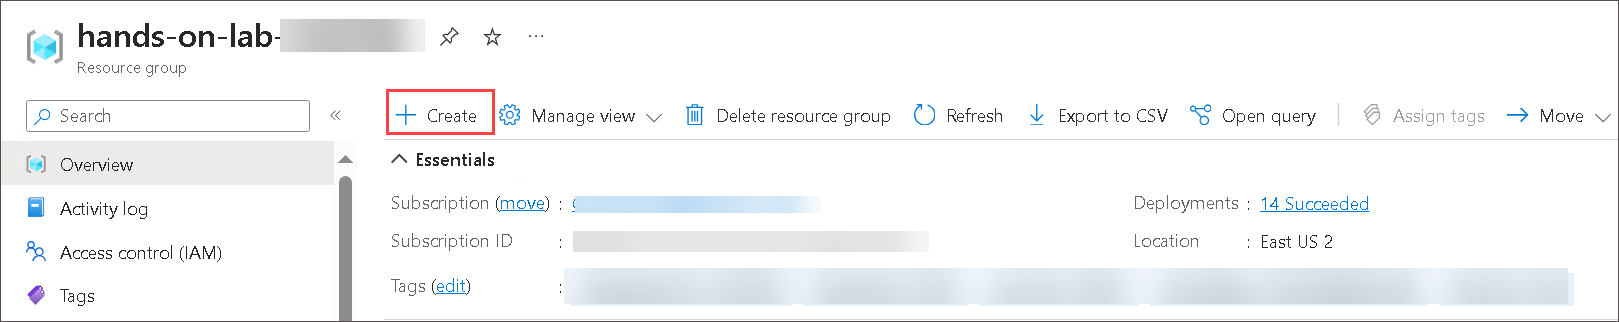 hands-on-lab-
Resource group
Search
Create
Manage view
Delete resource group
Refresh
Export to CSV
Open query
Assign tags
Move
Overview
Activity log
Access control (IAM)
Tags
Essentials
Subscription (move) :
Deployments : 14 Succeeded
Subscription ID :
Location : East US 2
Tags (edit) :